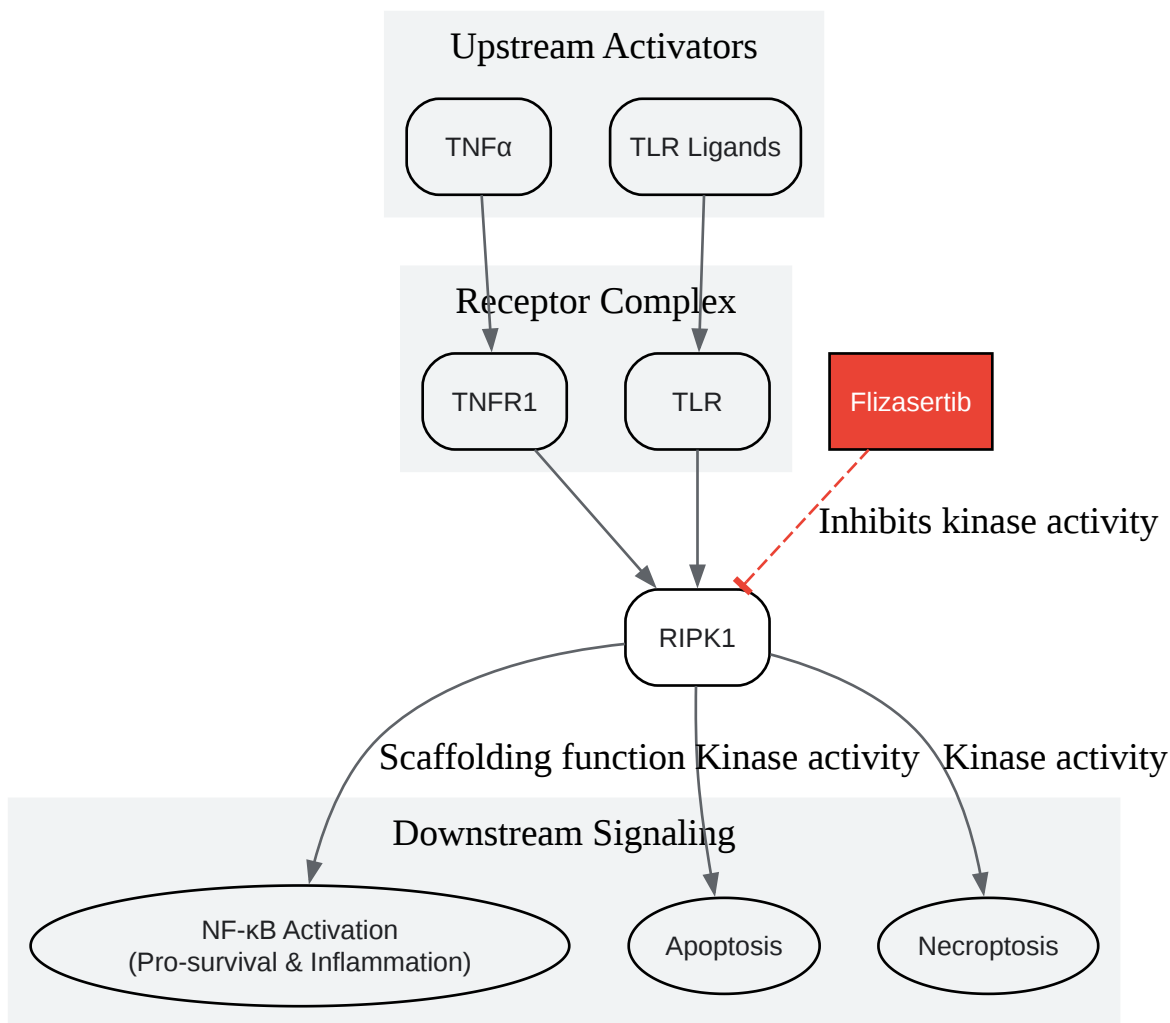 Upstream Activators
TNFα
TLR Ligands
Receptor Complex
TNFR1
TLR
Flizasertib
Inhibits kinase activity
RIPK1
Scaffolding function
Kinase activity
Kinase activity
Downstream Signaling
NF-κB Activation
(Pro-survival & Inflammation)
Apoptosis
Necroptosis